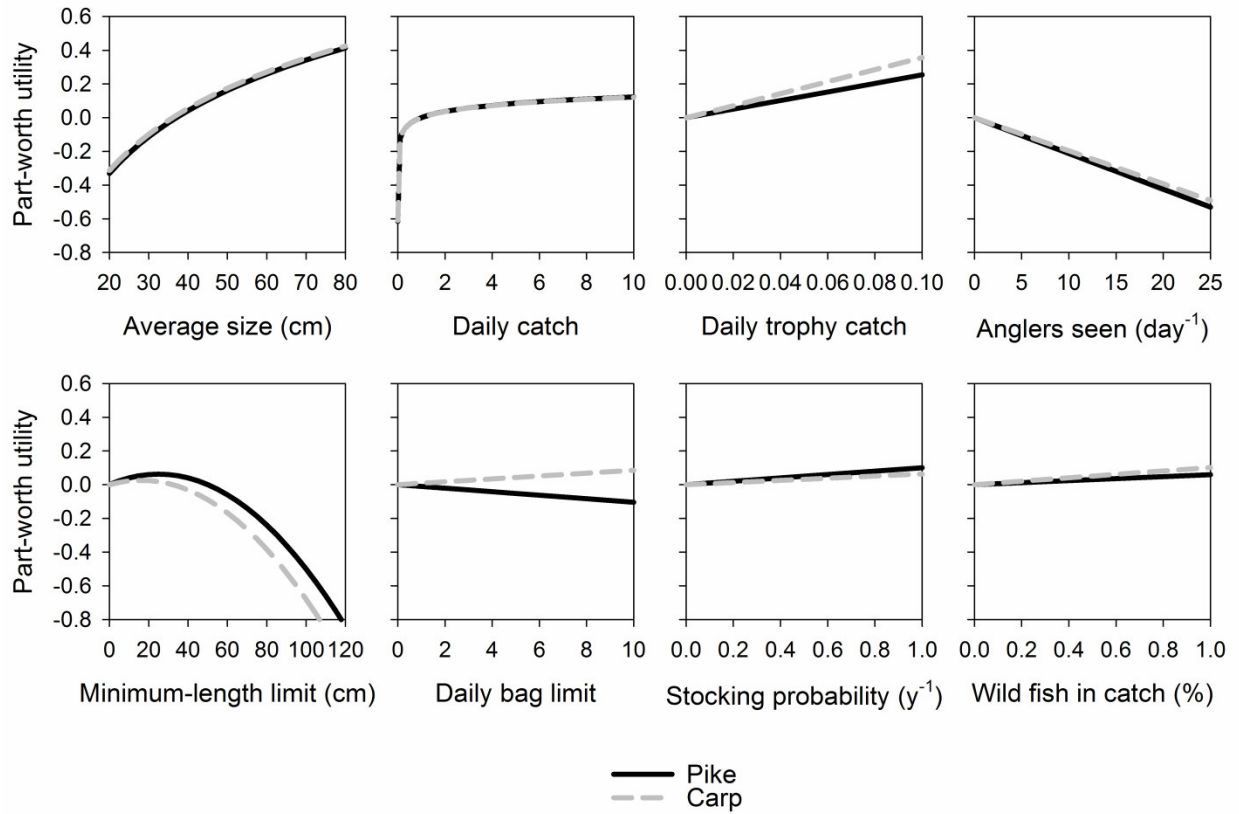 Part-worth utility
0.6
0.4
0.2
0.0
-0.2
-0.4
-0.6
-0.8
20 30 40 50 60 70 80
0 2 4 6 8 10
0.00 0.02 0.04 0.06 0.08 0.10
0 5 10 15 20 25
Average size (cm)
Daily catch
Daily trophy catch
Anglers seen (day⁻¹)
Part-worth utility
0.6
0.4
0.2
0.0
-0.2
-0.4
-0.6
-0.8
0 20 40 60 80 100 120
0 2 4 6 8 10
0.0 0.2 0.4 0.6 0.8 1.0
0.0 0.2 0.4 0.6 0.8 1.0
Minimum-length limit (cm)
Daily bag limit
Stocking probability (y⁻¹)
Wild fish in catch (%)
Pike
Carp